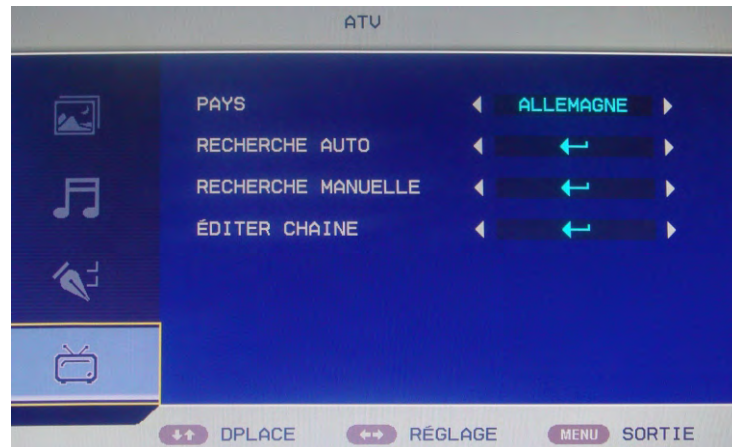 ATV
PAYS ALLEMAGNE
RECHERCHE AUTO
RECHERCHE MANUELLE
ÉDITER CHAINE
DPLACE RÉGLAGE MENU SORTIE